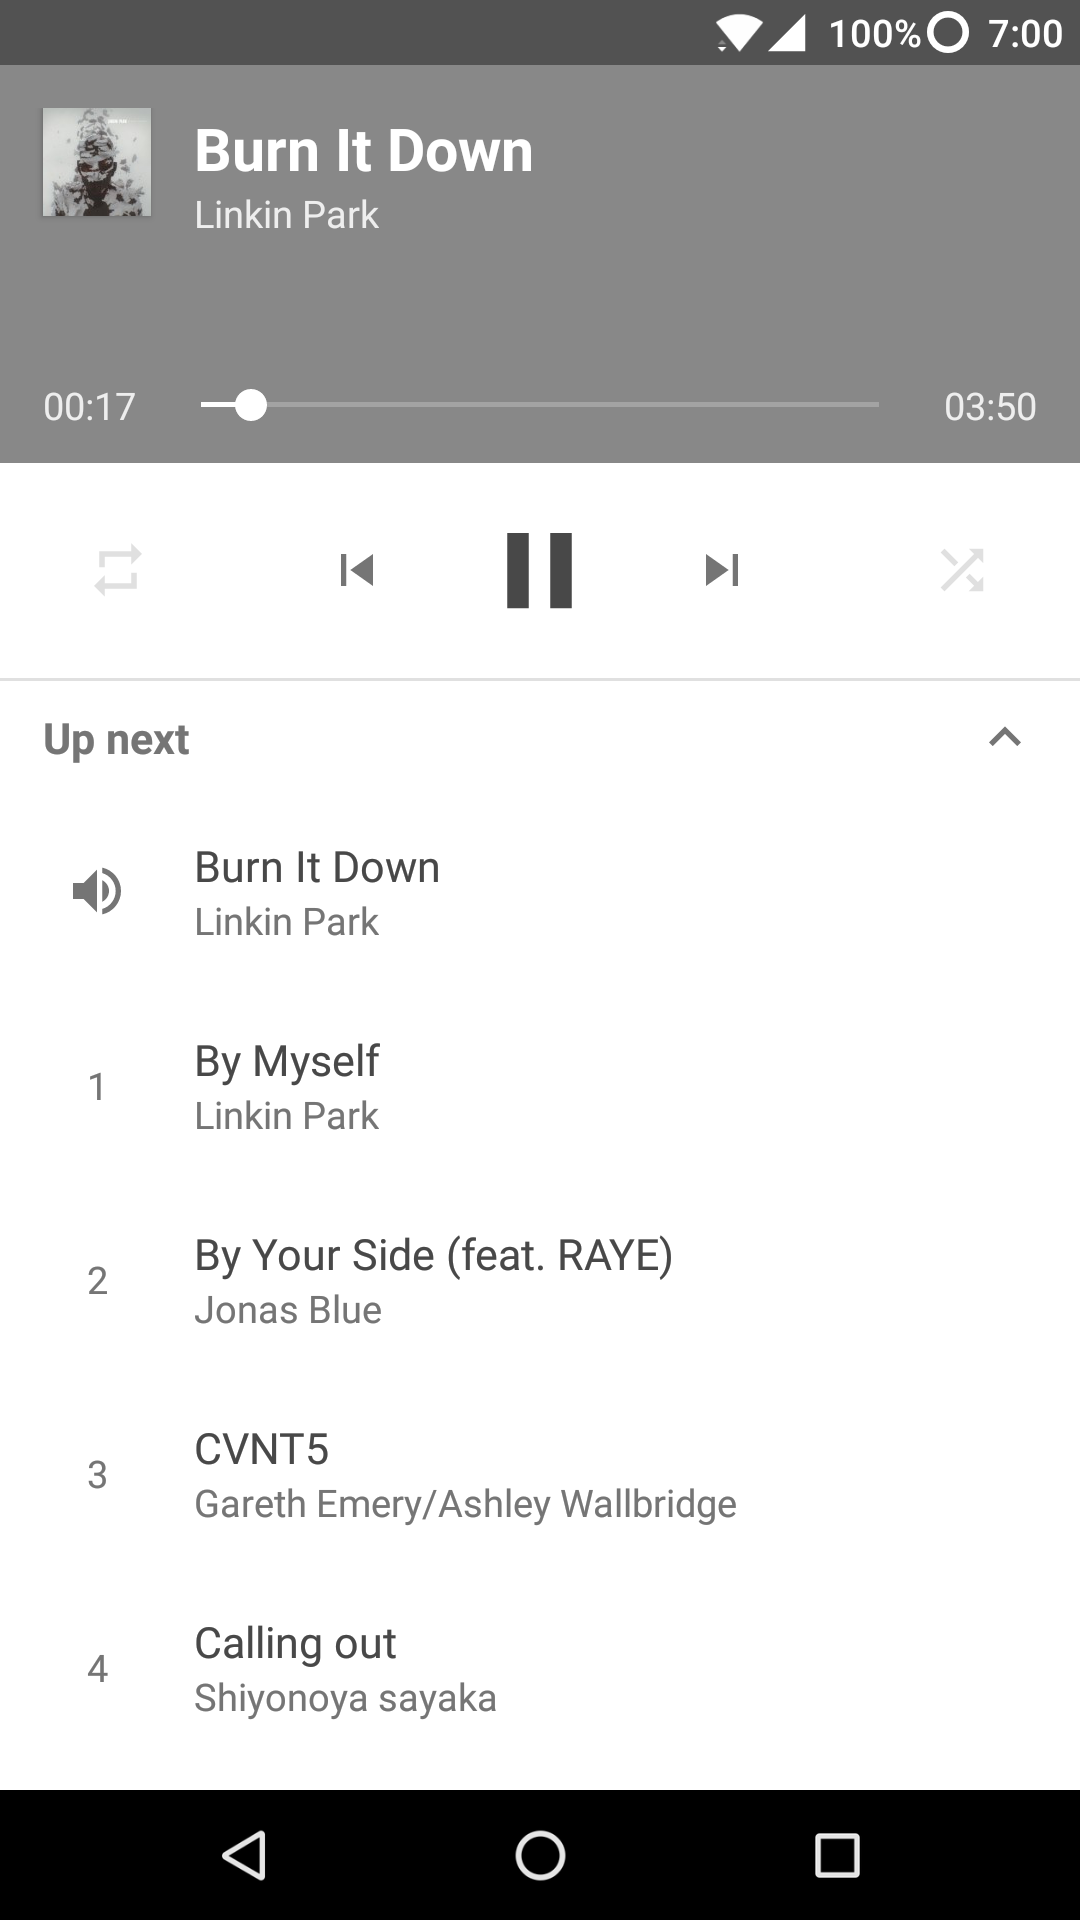 100% 7:00
Burn It Down
Linkin Park
00:17 03:50
Up next
Burn It Down
Linkin Park
1 By Myself
Linkin Park
2 By Your Side (feat. RAYE)
Jonas Blue
3 CVNT5
Gareth Emery/Ashley Wallbridge
4 Calling out
Shiyonoya sayaka